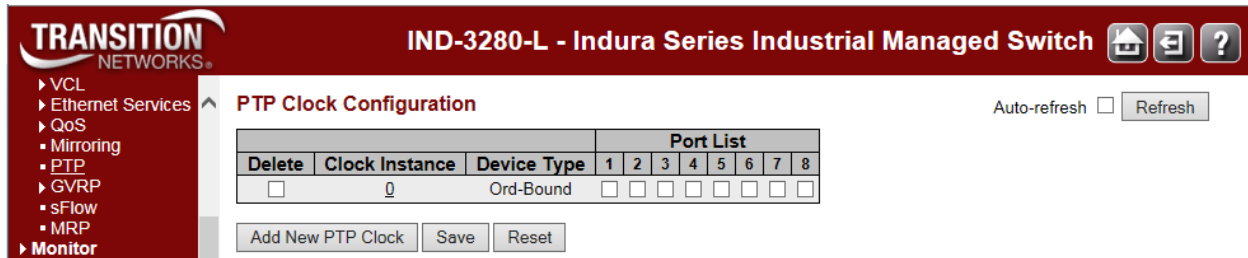 TRANSITION
NETWORKS®
IND-3280-L - Indura Series Industrial Managed Switch
?
VCL
Ethernet Services
QoS
Mirroring
PTP
GVRP
sFlow
MRP
Monitor
PTP Clock Configuration
Auto-refresh Refresh
Port List
Delete Clock Instance Device Type 1 2 3 4 5 6 7 8
0 Ord-Bound
Add New PTP Clock Save Reset